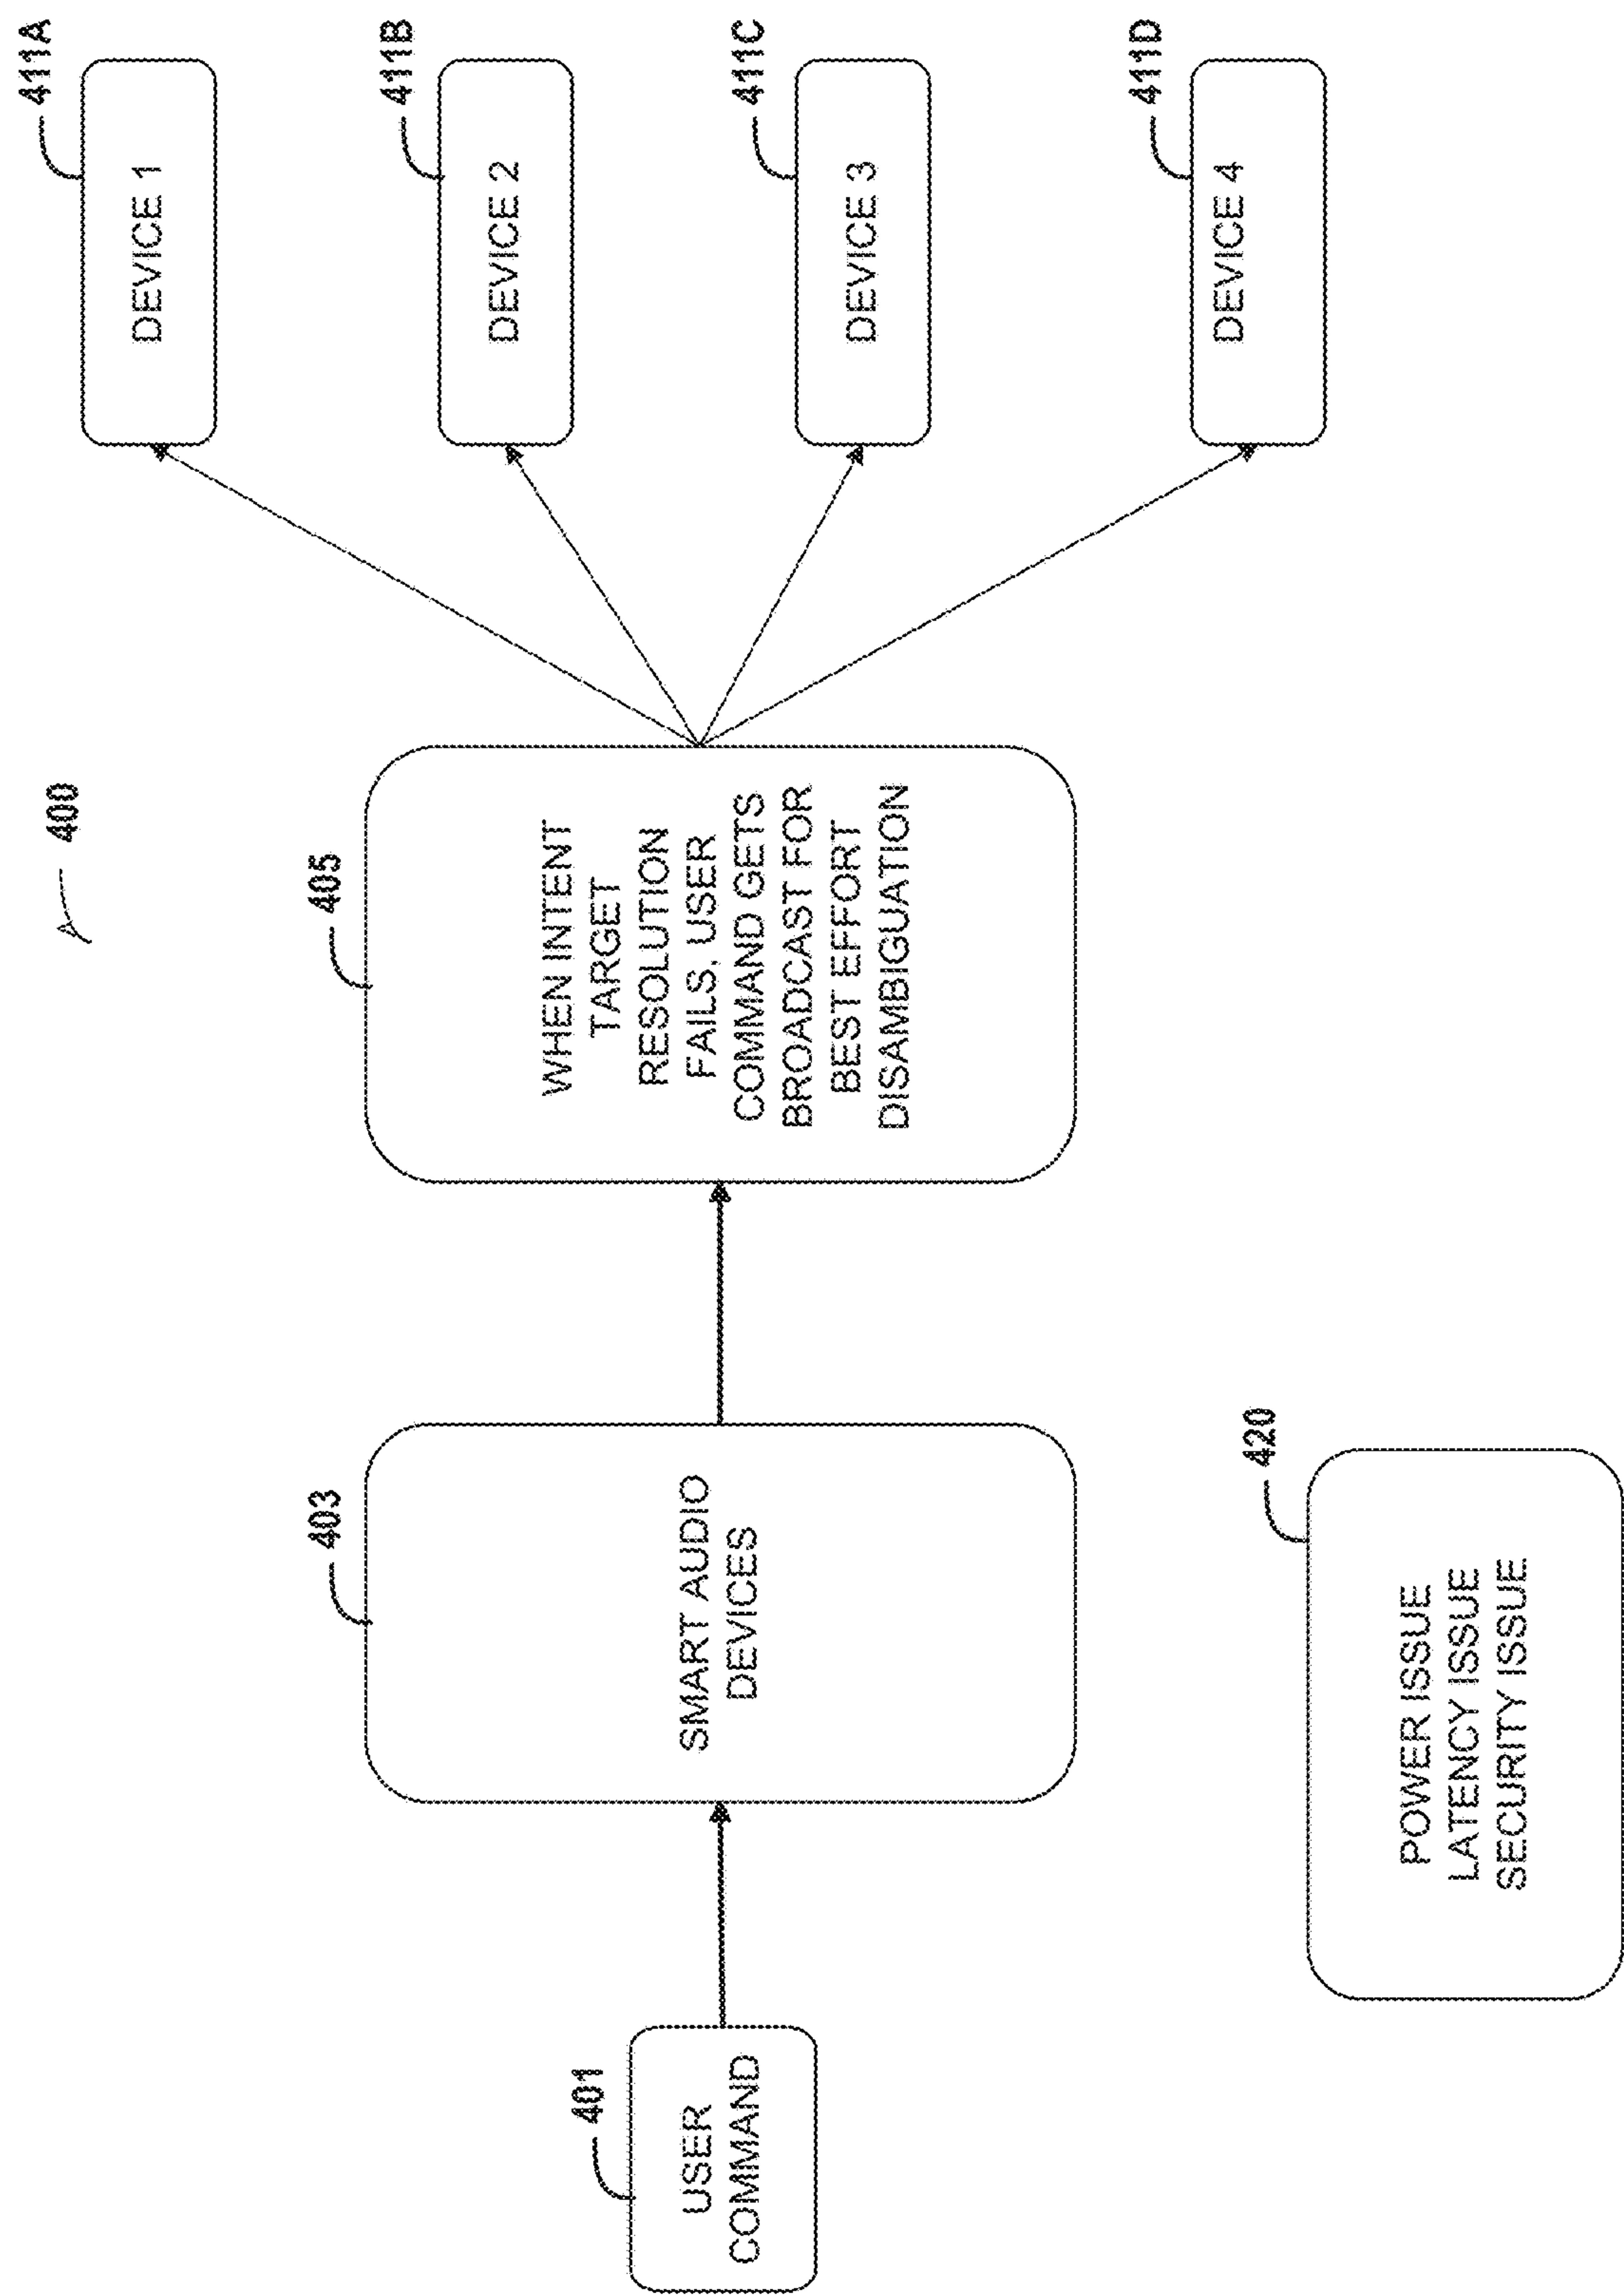 400
401
USER
COMMAND
403
SMART AUDIO
DEVICES
405
WHEN INTENT
TARGET
RESOLUTION
FAILS, USER
COMMAND GETS
BROADCAST FOR
BEST EFFORT
DISAMBIGUATION
411A
DEVICE 1
411B
DEVICE 2
411C
DEVICE 3
411D
DEVICE 4
420
POWER ISSUE
LATENCY ISSUE
SECURITY ISSUE